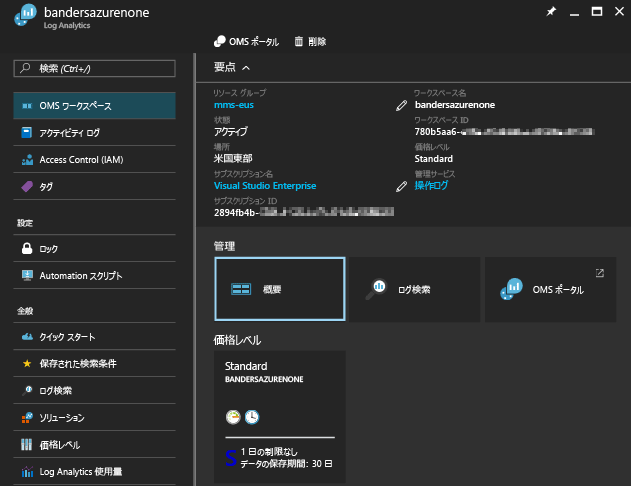 bandersazurenone
Log Analytics
OMS ポータル
削除
検索 (Ctrl+/)
OMS ワークスペース
アクティビティ ログ
Access Control (IAM)
タグ
設定
ロック
Automation スクリプト
全般
クイック スタート
保存された検索条件
ログ検索
ソリューション
価格レベル
Log Analytics 使用量
要点
リソース グループ
mms-eus
ワークスペース名
bandersazurenone
状態
アクティブ
ワークスペース ID
780b5aa6-
場所
米国東部
価格レベル
Standard
サブスクリプション名
Visual Studio Enterprise
管理サービス
操作ログ
サブスクリプション ID
2894fb4b-
管理
概要
ログ検索
OMS ポータル
価格レベル
Standard
BANDERSAZURENONE
S
1 日の制限なし
データの保存期間: 30 日